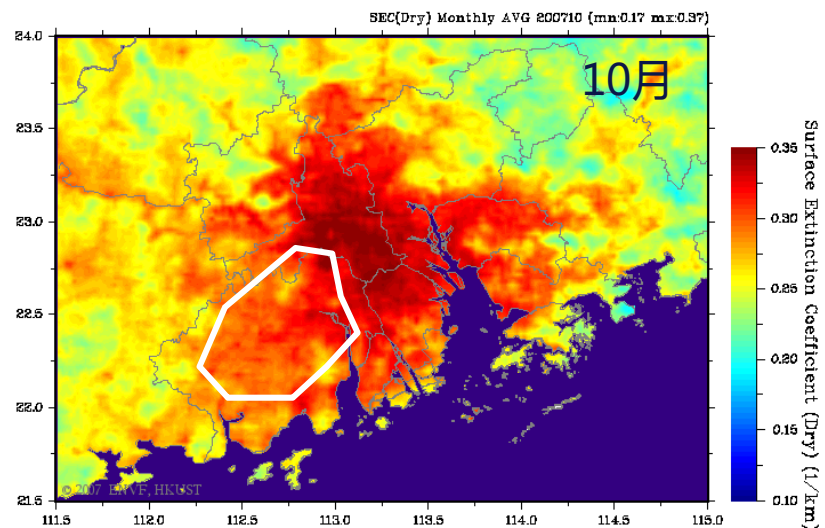 SEC(Dry) Monthly AVG 200710 (mn:0.17 mx:0.37)
10月
24.0
23.5
23.0
22.5
22.0
21.5
111.5 112.0 112.5 113.0 113.5 114.0 114.5 115.0
© 2007 ENVF, HKUST
0.35
0.30
0.25
0.20
0.15
0.10
Surface Extinction Coefficient (Dry) (1/km)